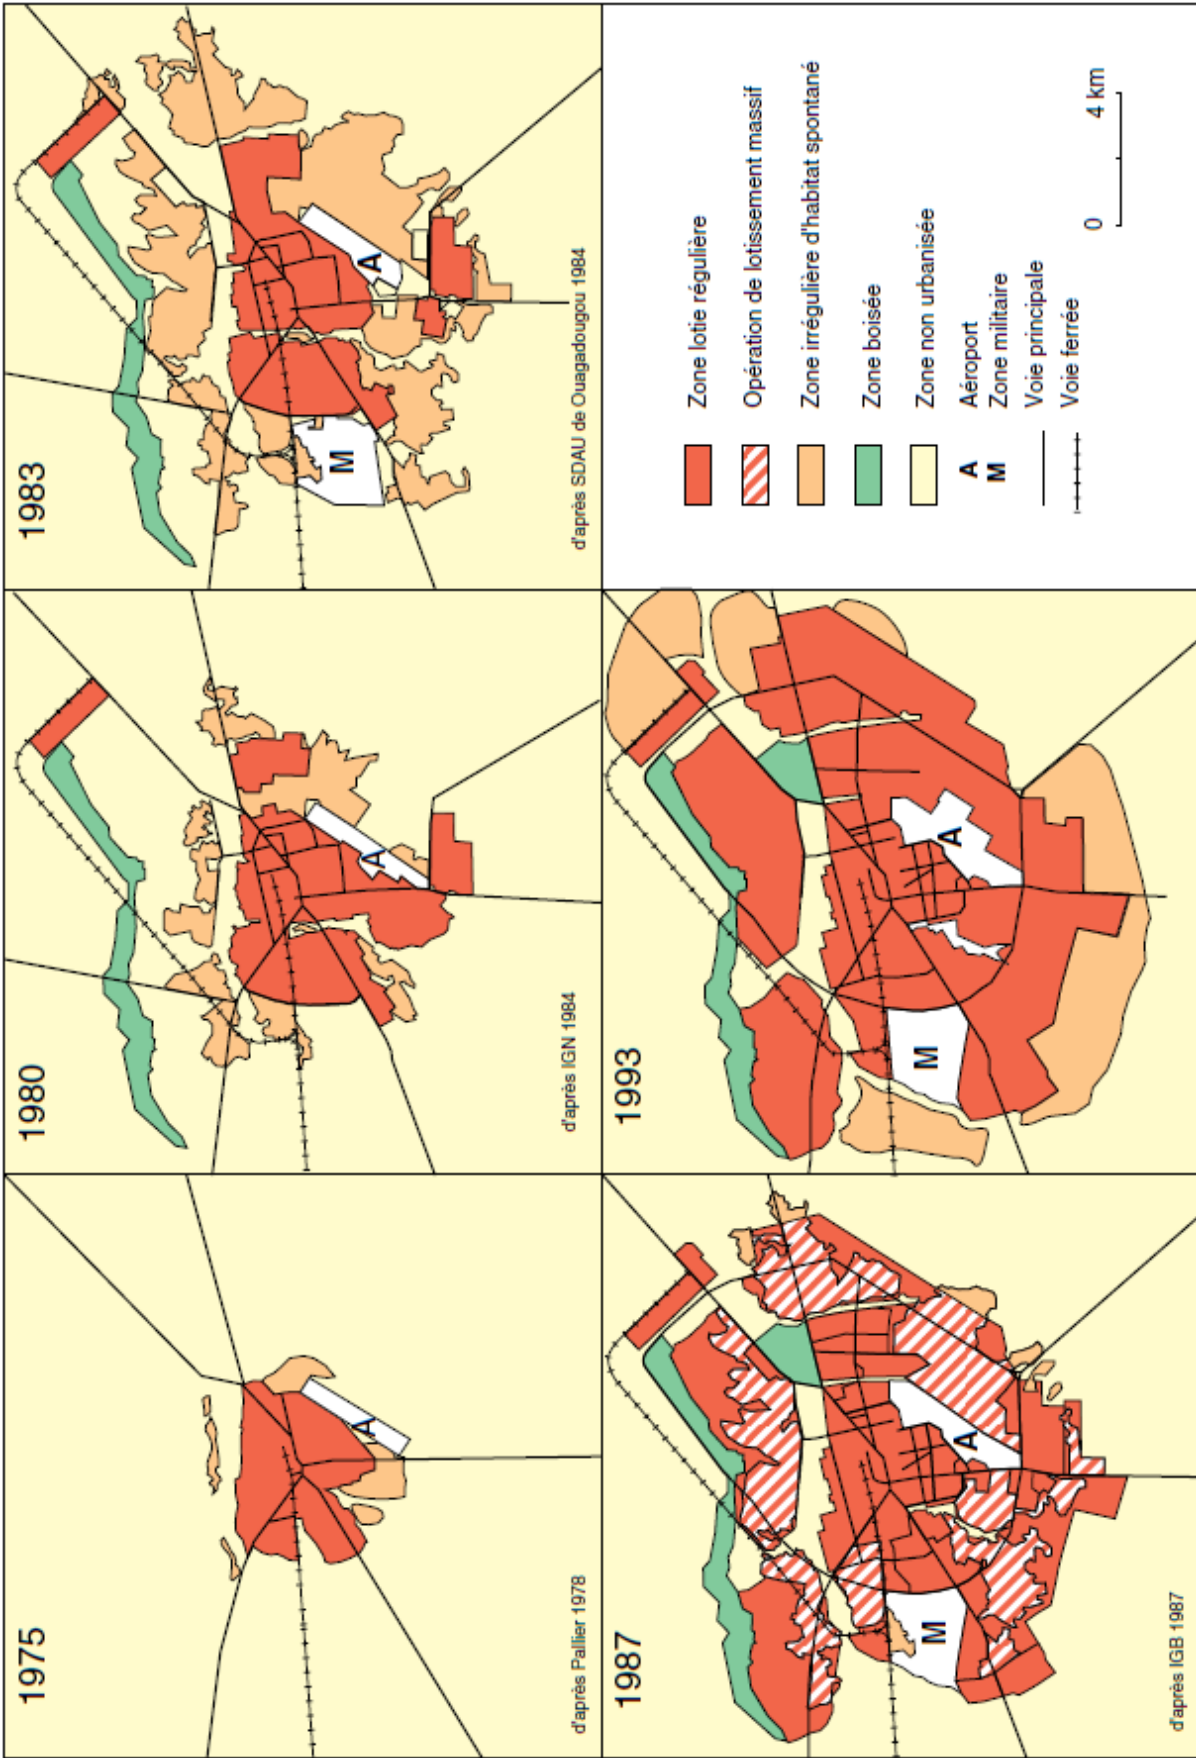 1975
A
d'après Pallier 1978
1980
A
d'après IGN 1984
1983
A
M
d'après SDAU de Ouagadougou 1984
1987
A
M
d'après IGB 1987
1993
A
M
Zone lotie régulière
Opération de lotissement massif
Zone irrégulière d'habitat spontané
Zone boisée
Zone non urbanisée
A Aéroport
M Zone militaire
Voie principale
Voie ferrée
0 4 km